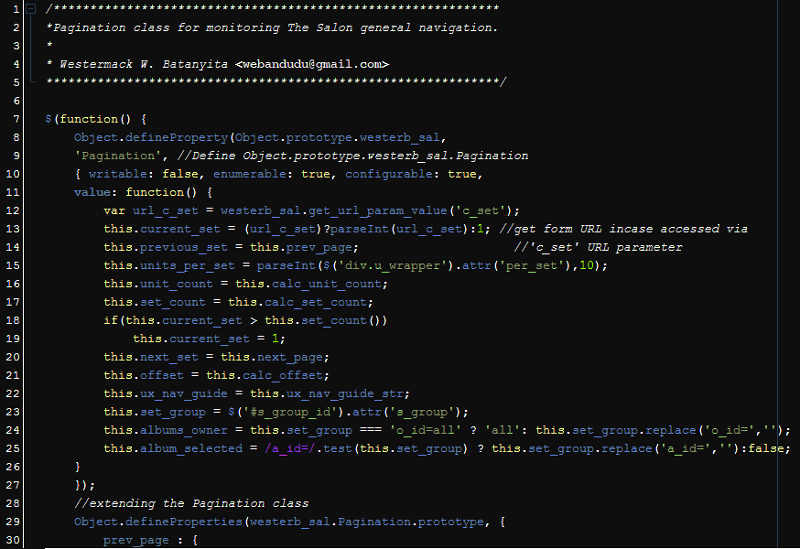 1 /*************************************************************
2 *Pagination class for monitoring The Salon general navigation.
3 *
4 * Westermack W. Batanyita <webandudu@gmail.com>
5 **************************************************************/
6
7 $(function() {
8 Object.defineProperty(Object.prototype.westerb_sal,
9 'Pagination', //Define Object.prototype.westerb_sal.Pagination
10 { writable: false, enumerable: true, configurable: true,
11 value: function() {
12 var url_c_set = westerb_sal.get_url_param_value('c_set');
13 this.current_set = (url_c_set)?parseInt(url_c_set):1; //get form URL incase accessed via
14 this.previous_set = this.prev_page; //'c_set' URL parameter
15 this.units_per_set = parseInt($('div.u_wrapper').attr('per_set'),10);
16 this.unit_count = this.calc_unit_count;
17 this.set_count = this.calc_set_count;
18 if(this.current_set > this.set_count())
19 this.current_set = 1;
20 this.next_set = this.next_page;
21 this.offset = this.calc_offset;
22 this.ux_nav_guide = this.ux_nav_guide_str;
23 this.set_group = $('#s_group_id').attr('s_group');
24 this.albums_owner = this.set_group === 'o_id=all' ? 'all': this.set_group.replace('o_id=','');
25 this.album_selected = /a_id=/.test(this.set_group) ? this.set_group.replace('a_id=',''):false;
26 }
27 });
28 //extending the Pagination class
29 Object.defineProperties(westerb_sal.Pagination.prototype, {
30 prev_page : {